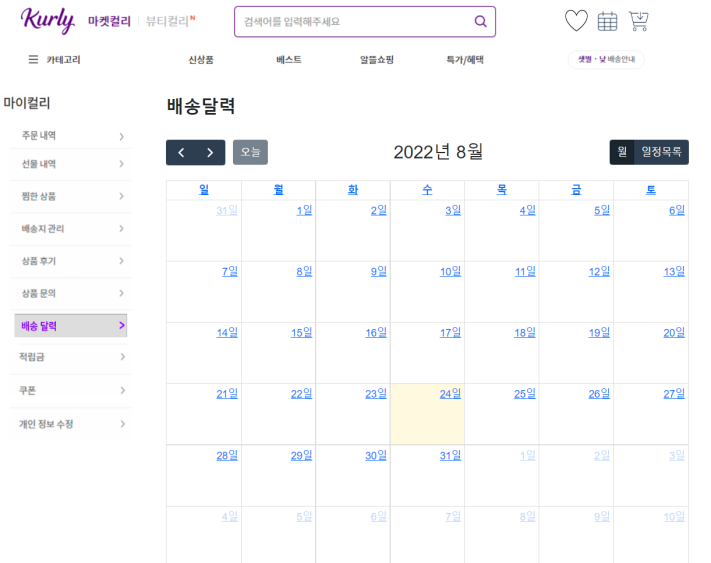 Kurly 마켓컬리 뷰티컬리 N 검색어를 입력해주세요
카테고리 신상품 베스트 알뜰쇼핑 특가/혜택 샛별 · 낮 배송안내
마이컬리
주문 내역
선물 내역
찜한 상품
배송지 관리
상품 후기
상품 문의
배송 달력
적립금
쿠폰
개인 정보 수정
배송달력
오늘 2022년 8월 월 일정목록
일 월 화 수 목 금 토
31일 1일 2일 3일 4일 5일 6일
7일 8일 9일 10일 11일 12일 13일
14일 15일 16일 17일 18일 19일 20일
21일 22일 23일 24일 25일 26일 27일
28일 29일 30일 31일 1일 2일 3일
4일 5일 6일 7일 8일 9일 10일